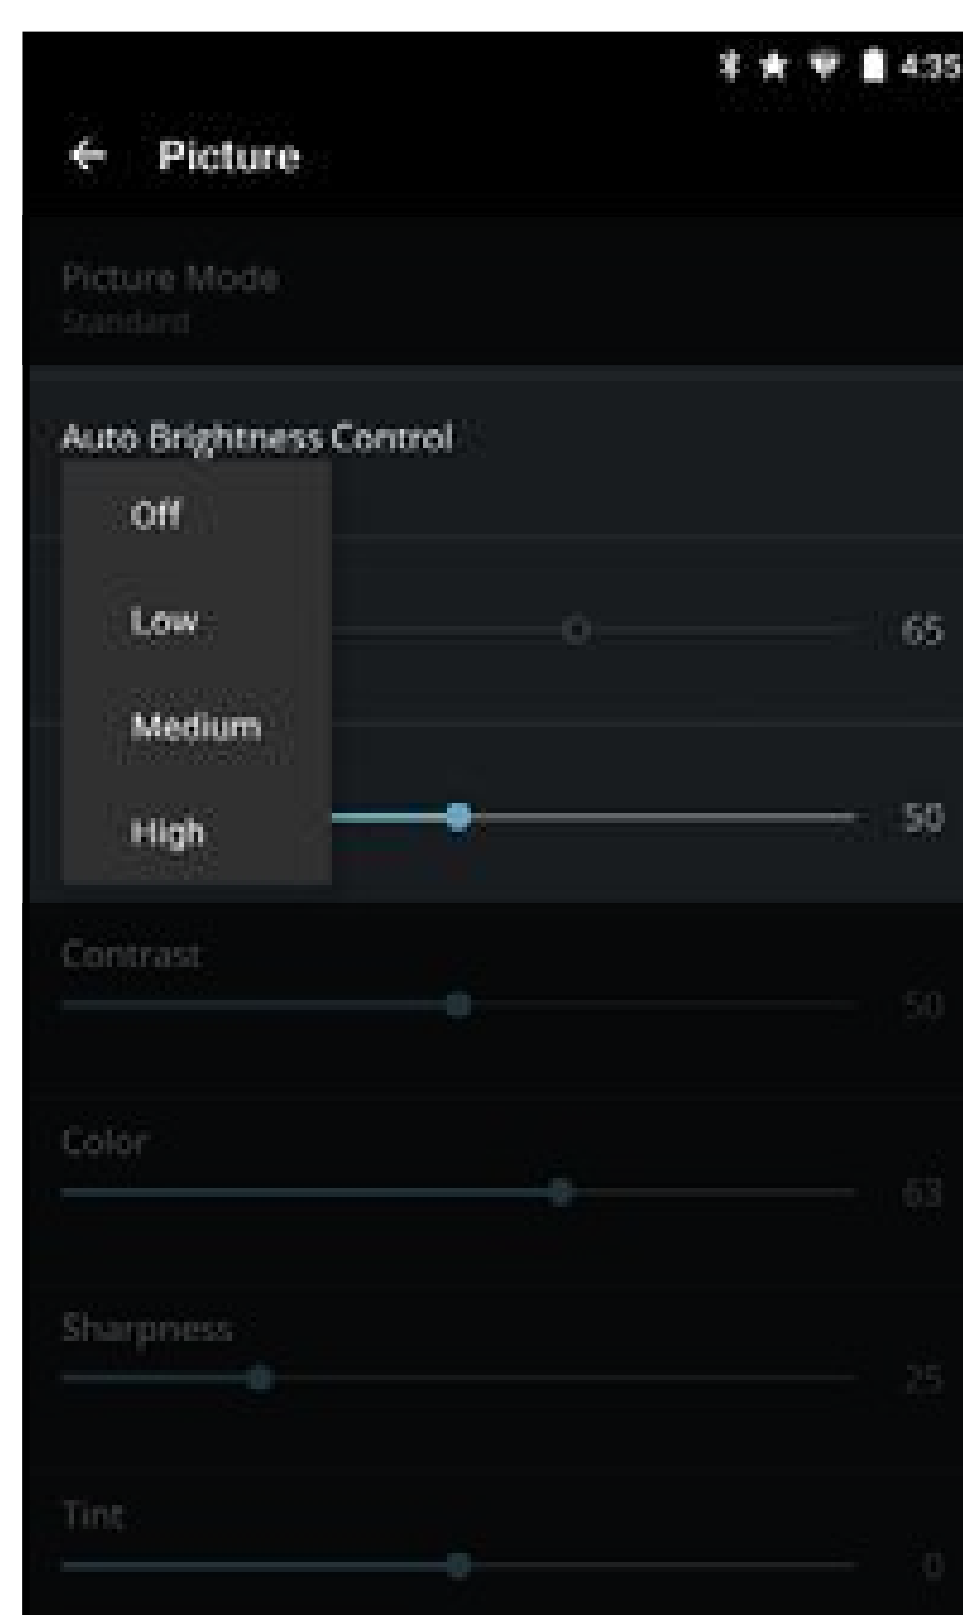 4:35
Picture
Picture Mode
Standard
Auto Brightness Control
Off
Low
65
Medium
High
50
Contrast
50
Color
63
Sharpness
25
Tint
0